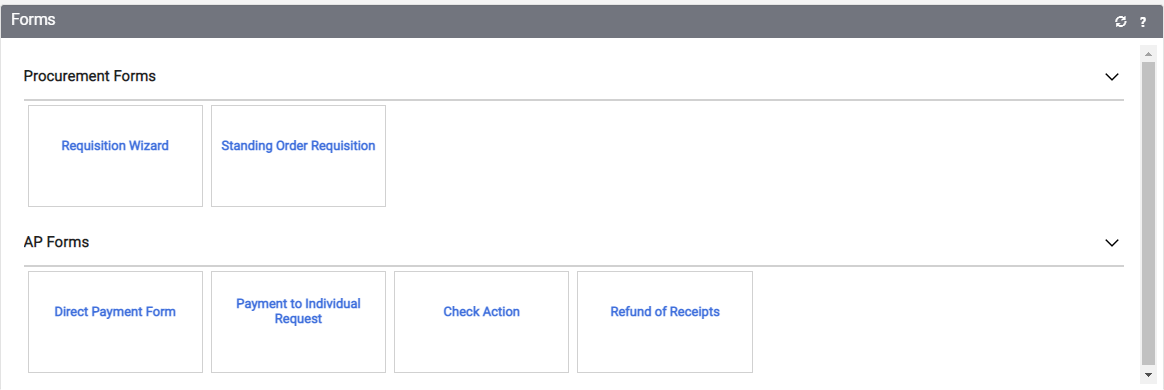 Forms
?
Procurement Forms
Requisition Wizard
Standing Order Requisition
AP Forms
Direct Payment Form
Payment to Individual
Request
Check Action
Refund of Receipts